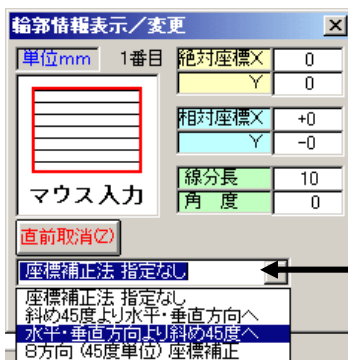 輪郭情報表示／変更
単位mm 1番目 絶対座標X 0
Y 0
相対座標X +0
Y -0
線分長 10
マウス入力 角 度 0
直前取消(Z)
座標補正法 指定なし
座標補正法 指定なし
斜め45度より水平・垂直方向へ
水平・垂直方向より斜め45度へ
8方向 (45度単位) 座標補正